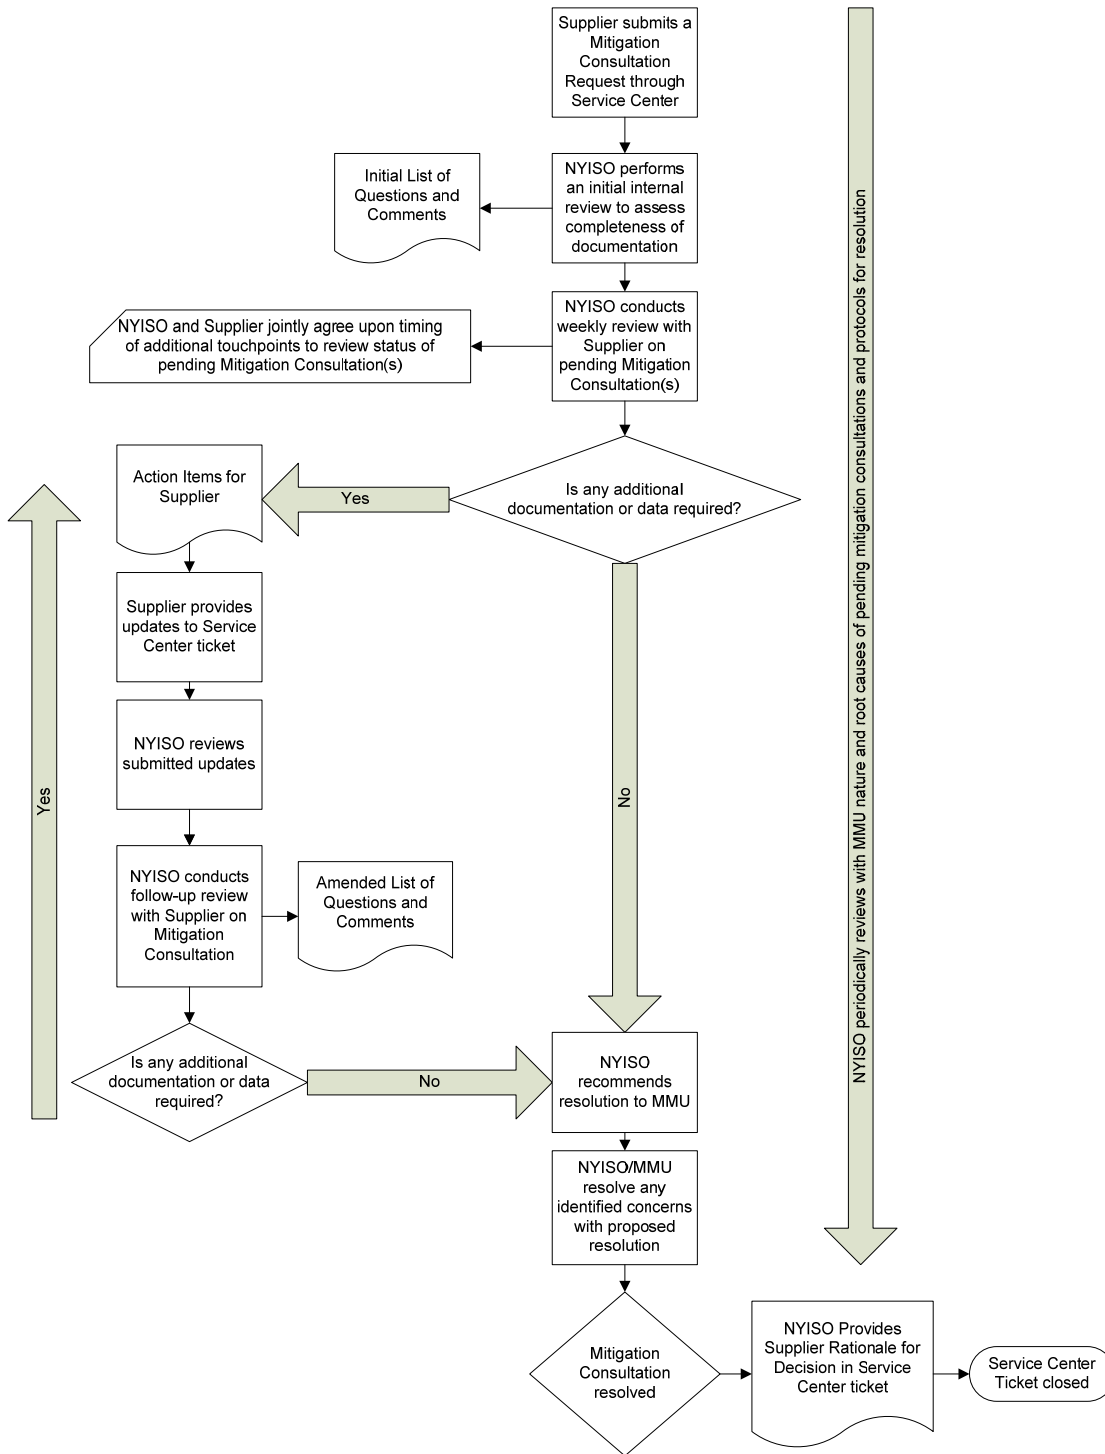 Supplier submits a
Mitigation
Consultation
Request through
Service Center
NYISO performs
an initial internal
review to assess
completeness of
documentation
Initial List of
Questions and
Comments
NYISO conducts
weekly review with
Supplier on
pending Mitigation
Consultation(s)
NYISO and Supplier jointly agree upon timing
of additional touchpoints to review status of
pending Mitigation Consultation(s)
Is any additional
documentation or data required?
Yes
Action Items for
Supplier
Supplier provides
updates to Service
Center ticket
NYISO reviews
submitted updates
NYISO conducts
follow-up review
with Supplier on
Mitigation
Consultation
Amended List of
Questions and
Comments
Is any additional
documentation or data
required?
Yes
No
No
NYISO
recommends
resolution to MMU
NYISO/MMU
resolve any
identified concerns
with proposed
resolution
Mitigation
Consultation
resolved
NYISO Provides
Supplier Rationale for
Decision in Service
Center ticket
Service Center
Ticket closed
NYISO periodically reviews with MMU nature and root causes of pending mitigation consultations and protocols for resolution